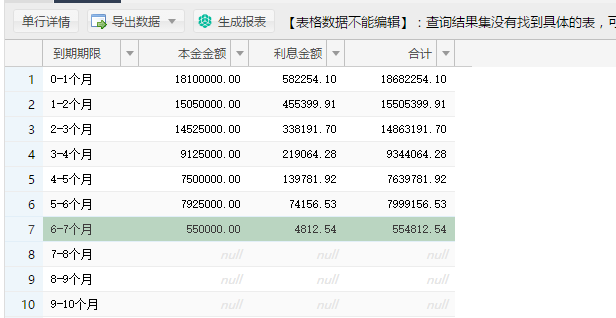 单行详情 导出数据 生成报表 【表格数据不能编辑】：查询结果集没有找到具体的表，
到期期限 本金金额 利息金额 合计
1 0-1个月 18100000.00 582254.10 18682254.10
2 1-2个月 15050000.00 455399.91 15505399.91
3 2-3个月 14525000.00 338191.70 14863191.70
4 3-4个月 9125000.00 219064.28 9344064.28
5 4-5个月 7500000.00 139781.92 7639781.92
6 5-6个月 7925000.00 74156.53 7999156.53
7 6-7个月 550000.00 4812.54 554812.54
8 7-8个月 null null null
9 8-9个月 null null null
10 9-10个月 null null null